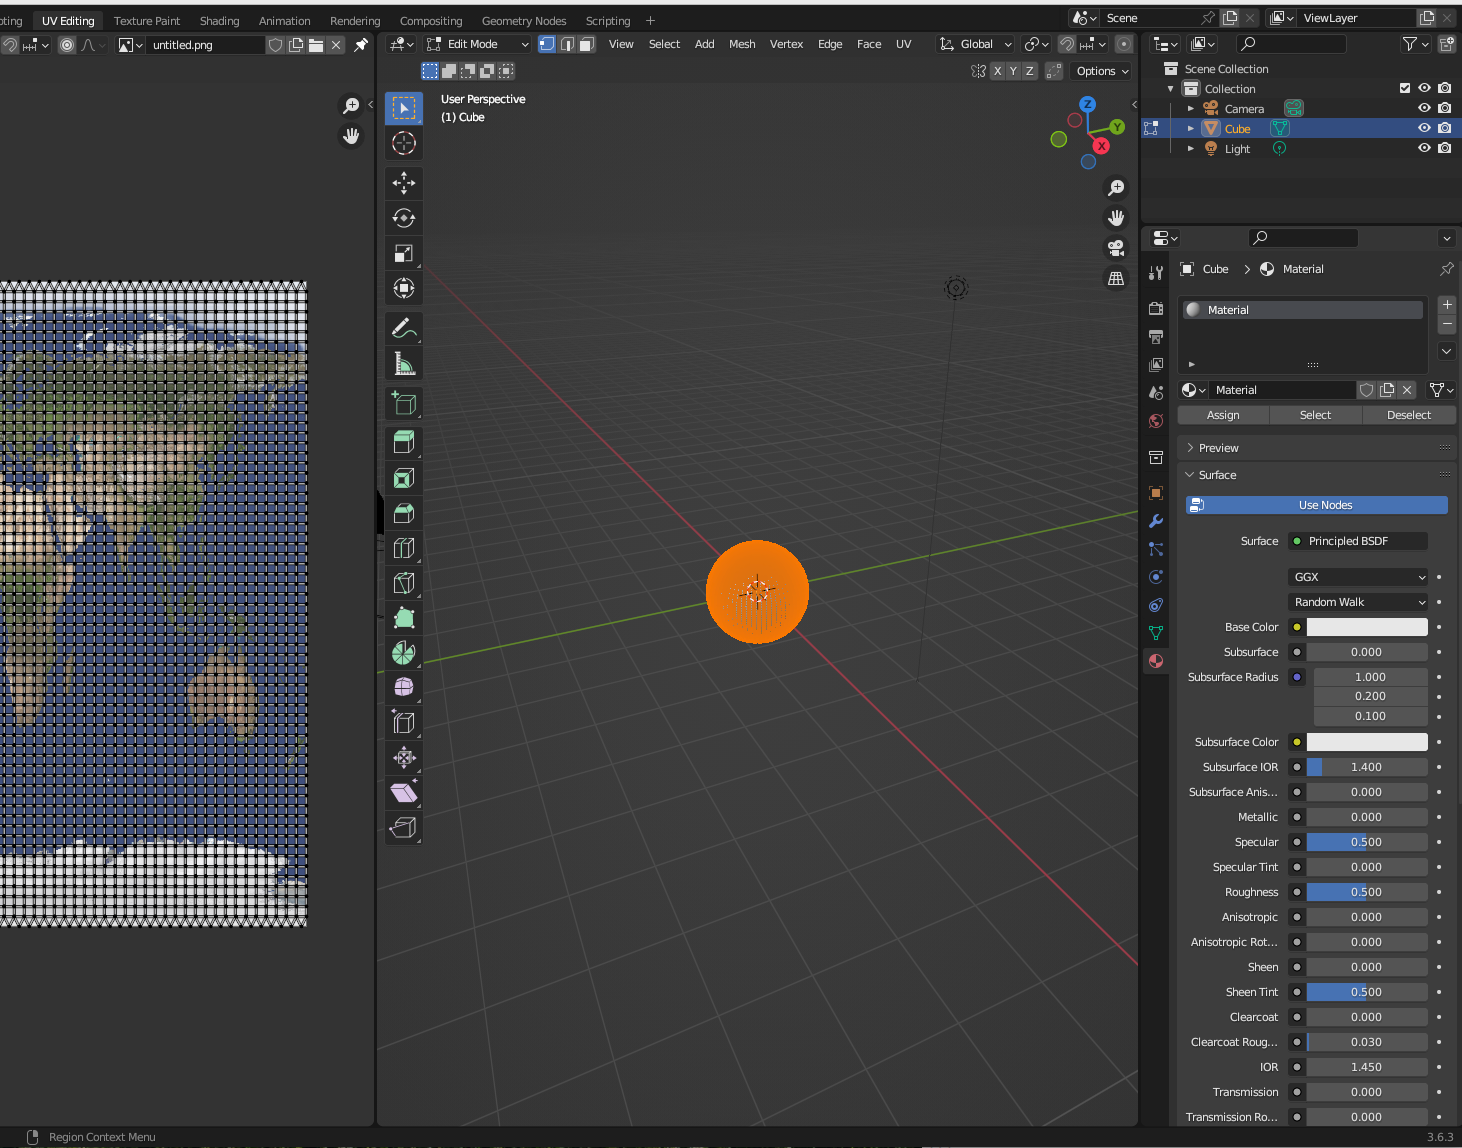 oting
UV Editing
Texture Paint
Shading
Animation
Rendering
Compositing
Geometry Nodes
Scripting
+
Scene
ViewLayer
untitled.png
Edit Mode
View
Select
Add
Mesh
Vertex
Edge
Face
UV
Global
X
Y
Z
Options
User Perspective
(1) Cube
Z
Y
X
Scene Collection
Collection
Camera
Cube
Light
Cube
Material
Material
Material
Assign
Select
Deselect
Preview
Surface
Use Nodes
Surface
Principled BSDF
GGX
Random Walk
Base Color
Subsurface
0.000
Subsurface Radius
1.000
0.200
0.100
Subsurface Color
Subsurface IOR
1.400
Subsurface Anis...
0.000
Metallic
0.000
Specular
0.500
Specular Tint
0.000
Roughness
0.500
Anisotropic
0.000
Anisotropic Rot...
0.000
Sheen
0.000
Sheen Tint
0.500
Clearcoat
0.000
Clearcoat Roug...
0.030
IOR
1.450
Transmission
0.000
Transmission Ro...
0.000
Region Context Menu
3.6.3